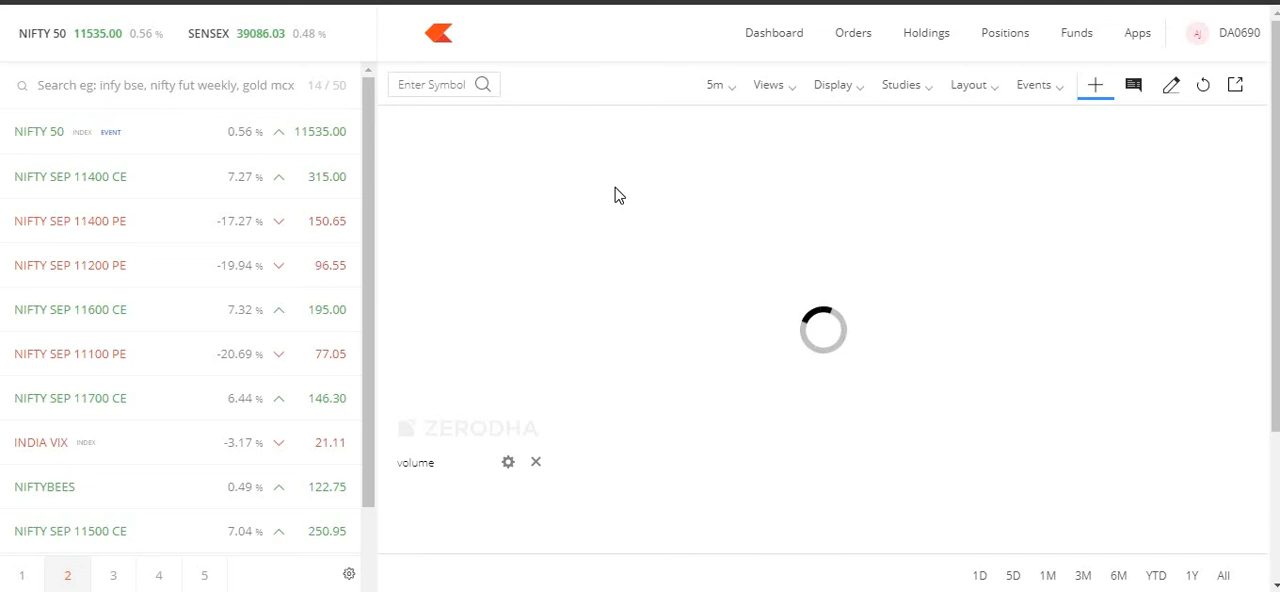 NIFTY 50 11535.00 0.56 % SENSEX 39086.03 0.48 %
Dashboard Orders Holdings Positions Funds Apps AJ DA0690
Search eg: infy bse, nifty fut weekly, gold mcx 14 / 50
Enter Symbol 5m Views Display Studies Layout Events
NIFTY 50 INDEX EVENT 0.56 % 11535.00
NIFTY SEP 11400 CE 7.27 % 315.00
NIFTY SEP 11400 PE -17.27 % 150.65
NIFTY SEP 11200 PE -19.94 % 96.55
NIFTY SEP 11600 CE 7.32 % 195.00
NIFTY SEP 11100 PE -20.69 % 77.05
NIFTY SEP 11700 CE 6.44 % 146.30
INDIA VIX INDEX -3.17 % 21.11
NIFTYBEES 0.49 % 122.75
NIFTY SEP 11500 CE 7.04 % 250.95
1 2 3 4 5
ZERODHA
volume
1D 5D 1M 3M 6M YTD 1Y All